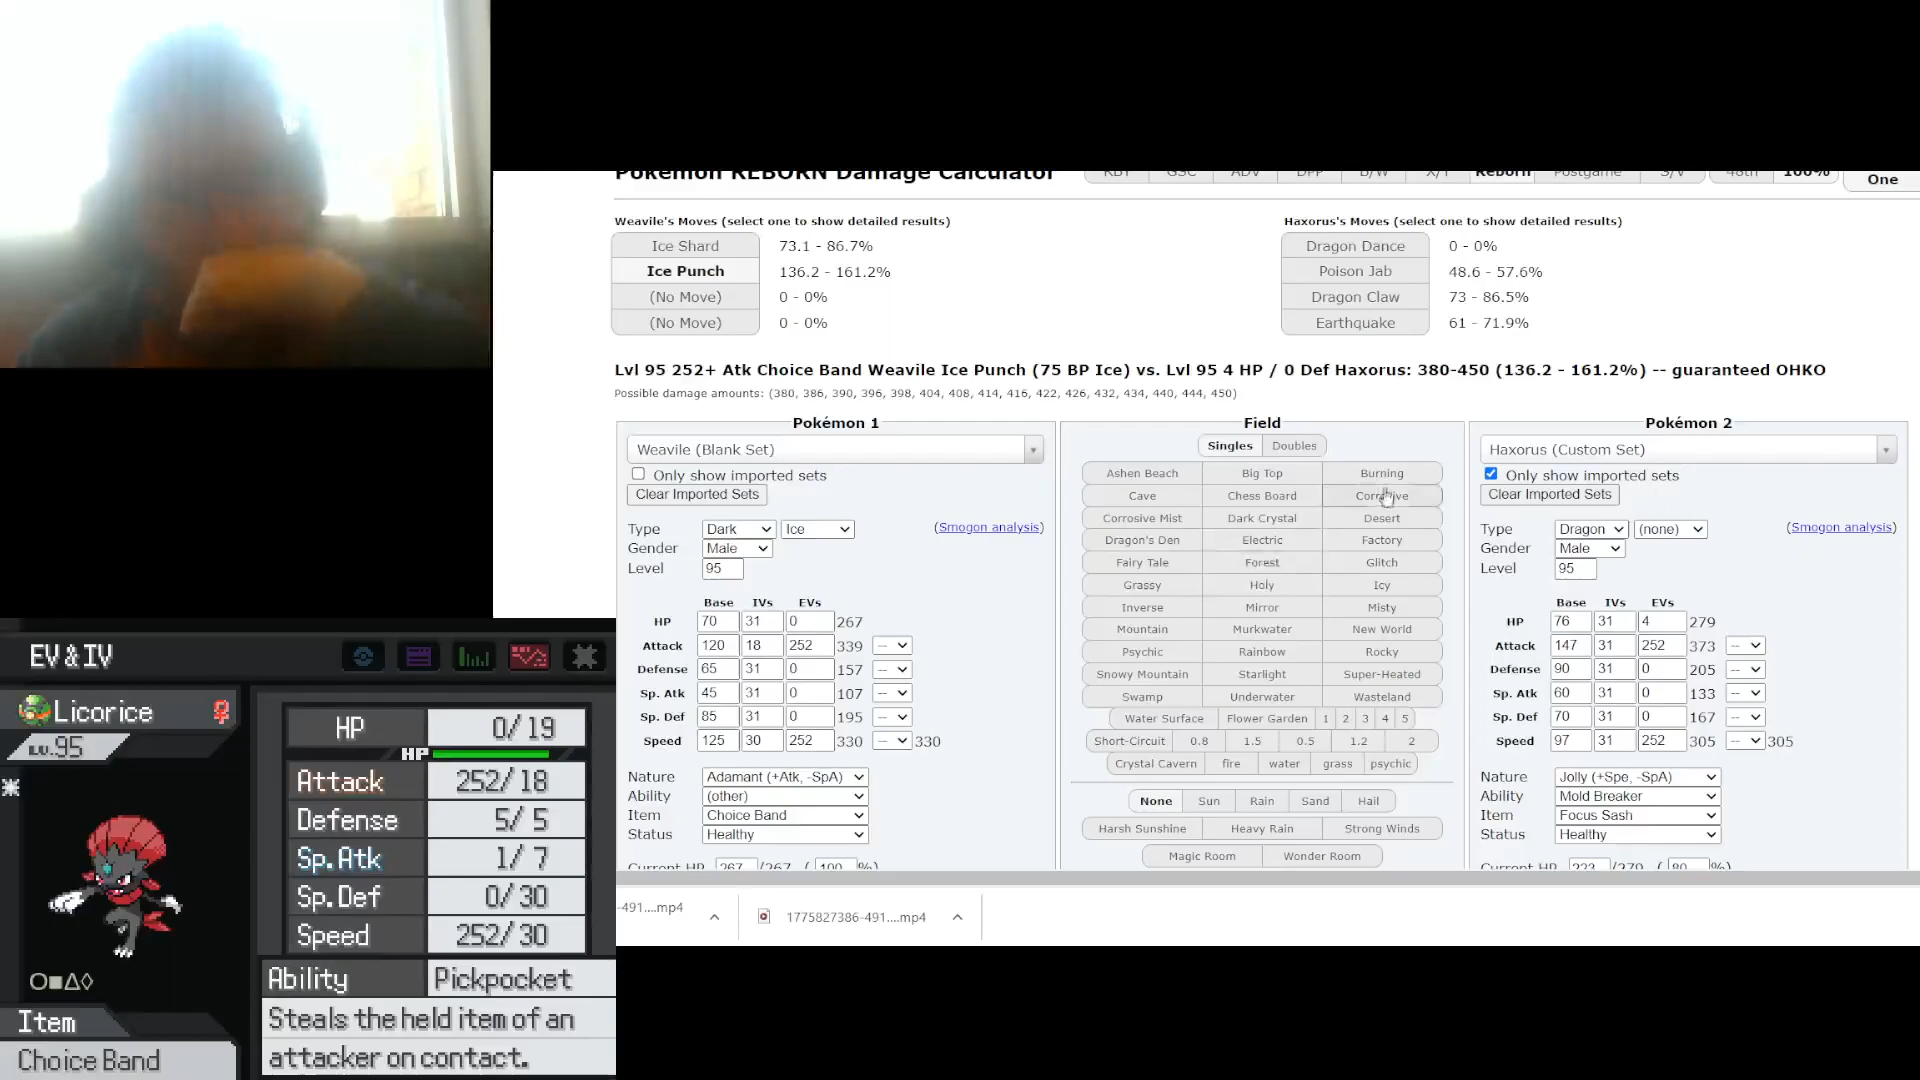 Pokémon REBORN Damage Calculator
RBY GSC ADV DPP B/W X/Y Reborn Postgame S/V 48th 100% One
Weavile's Moves (select one to show detailed results)
Ice Shard 73.1 - 86.7%
Ice Punch 136.2 - 161.2%
(No Move) 0 - 0%
(No Move) 0 - 0%
Haxorus's Moves (select one to show detailed results)
Dragon Dance 0 - 0%
Poison Jab 48.6 - 57.6%
Dragon Claw 73 - 86.5%
Earthquake 61 - 71.9%
Lvl 95 252+ Atk Choice Band Weavile Ice Punch (75 BP Ice) vs. Lvl 95 4 HP / 0 Def Haxorus: 380-450 (136.2 - 161.2%) -- guaranteed OHKO
Possible damage amounts: (380, 386, 390, 396, 398, 404, 408, 414, 416, 422, 426, 432, 434, 440, 444, 450)
Pokémon 1
Weavile (Blank Set)
Only show imported sets
Clear Imported Sets
Type Dark Ice (Smogon analysis)
Gender Male
Level 95
Base IVs EVs
HP 70 31 0 267
Attack 120 18 252 339 --
Defense 65 31 0 157 --
Sp. Atk 45 31 0 107 --
Sp. Def 85 31 0 195 --
Speed 125 30 252 330 -- 330
Nature Adamant (+Atk, -SpA)
Ability (other)
Item Choice Band
Status Healthy
Current HP 267 /267 ( 100 %)
Field
Singles Doubles
Ashen Beach Big Top Burning
Cave Chess Board Corrosive
Corrosive Mist Dark Crystal Desert
Dragon's Den Electric Factory
Fairy Tale Forest Glitch
Grassy Holy Icy
Inverse Mirror Misty
Mountain Murkwater New World
Psychic Rainbow Rocky
Snowy Mountain Starlight Super-Heated
Swamp Underwater Wasteland
Water Surface Flower Garden 1 2 3 4 5
Short-Circuit 0.8 1.5 0.5 1.2 2
Crystal Cavern fire water grass psychic
None Sun Rain Sand Hail
Harsh Sunshine Heavy Rain Strong Winds
Magic Room Wonder Room
Pokémon 2
Haxorus (Custom Set)
Only show imported sets
Clear Imported Sets
Type Dragon (none) (Smogon analysis)
Gender Male
Level 95
Base IVs EVs
HP 76 31 4 279
Attack 147 31 252 373 --
Defense 90 31 0 205 --
Sp. Atk 60 31 0 133 --
Sp. Def 70 31 0 167 --
Speed 97 31 252 305 -- 305
Nature Jolly (+Spe, -SpA)
Ability Mold Breaker
Item Focus Sash
Status Healthy
Current HP 223 /279 ( 80 %)
-491....mp4
1775827386-491....mp4
EV & IV
Licorice ♀
Lv.95
HP 0/19
HP
Attack 252/18
Defense 5/5
Sp.Atk 1/7
Sp.Def 0/30
Speed 252/30
Ability Pickpocket
Steals the held item of an
attacker on contact.
Item
Choice Band